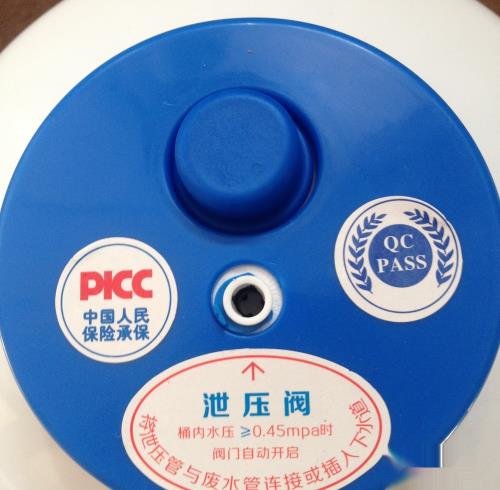 QC
PASS
PICC
中国人民
保险承保
泄压阀
桶内水压≧0.45mpa时
阀门自动开启
将泄压管与废水管连接或插入下水道